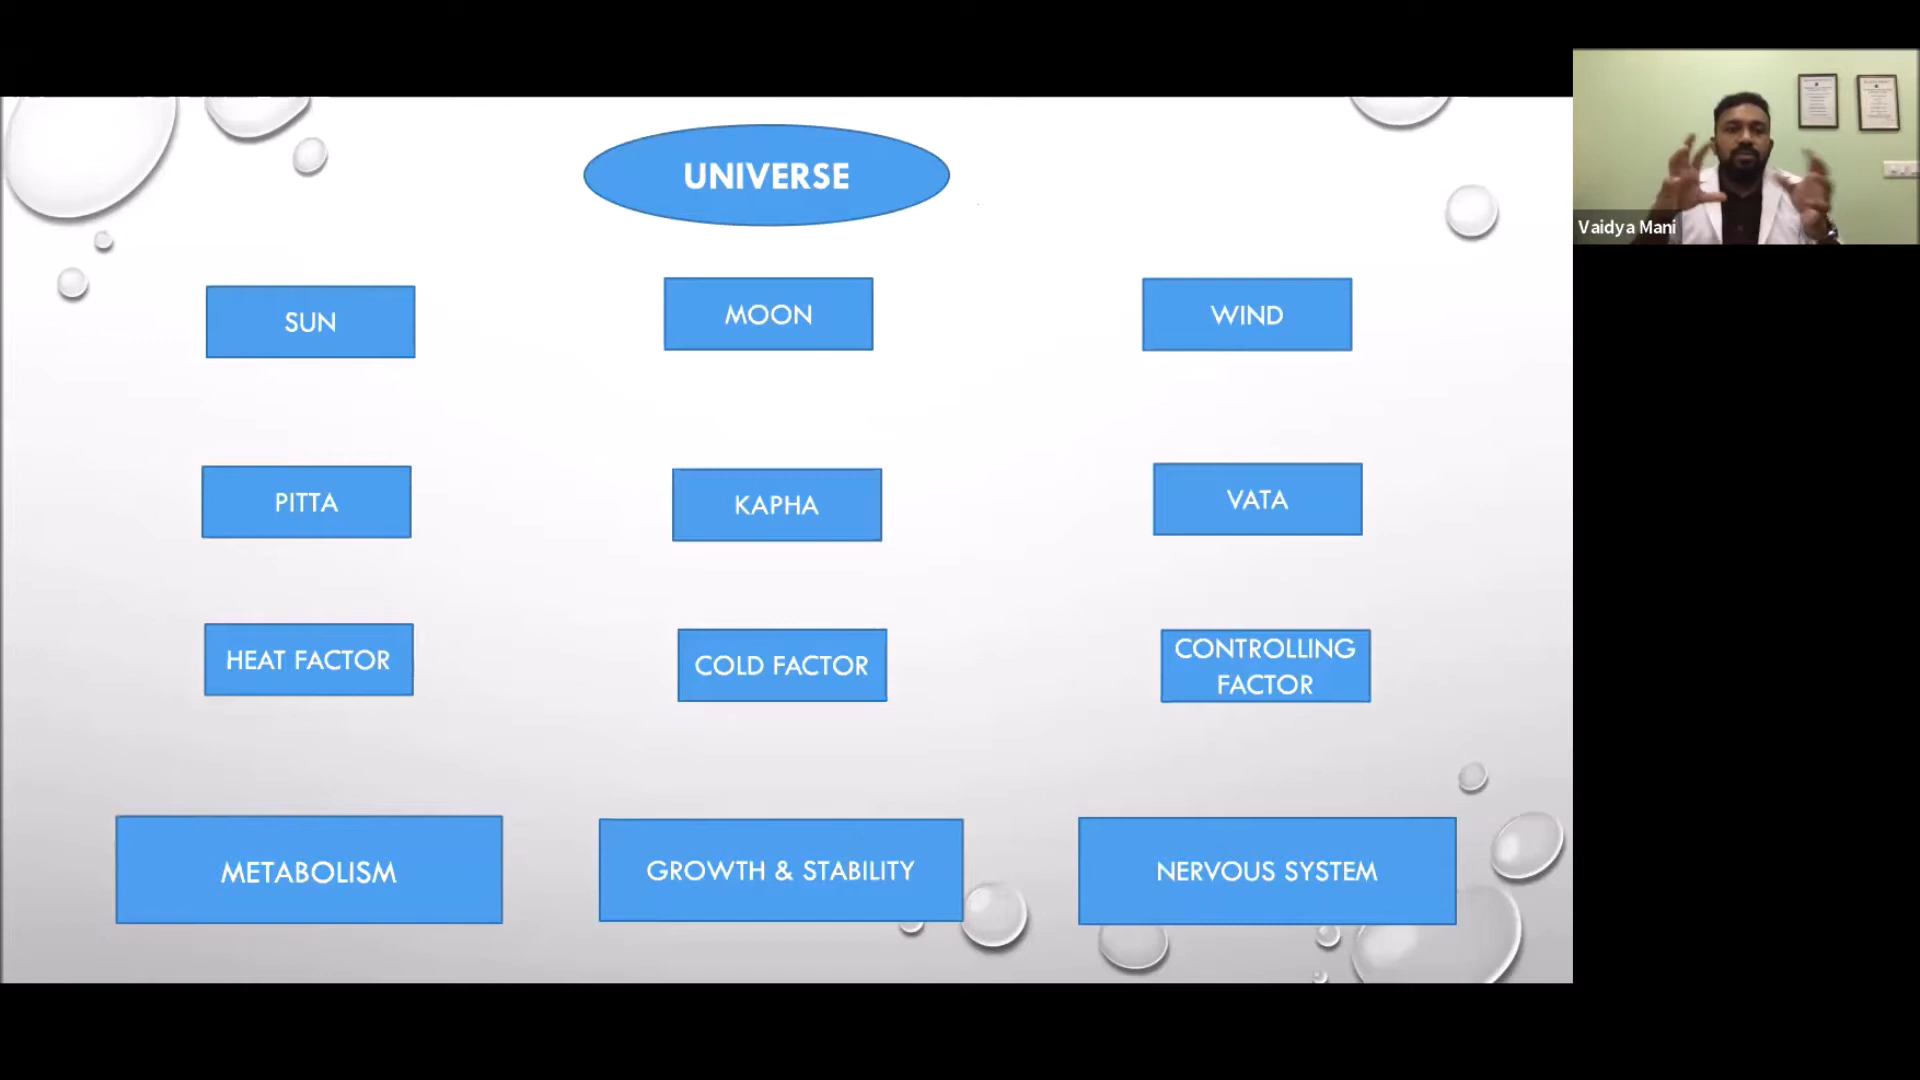 UNIVERSE
SUN
MOON
WIND
PITTA
KAPHA
VATA
HEAT FACTOR
COLD FACTOR
CONTROLLING
FACTOR
METABOLISM
GROWTH & STABILITY
NERVOUS SYSTEM
Vaidya Mani